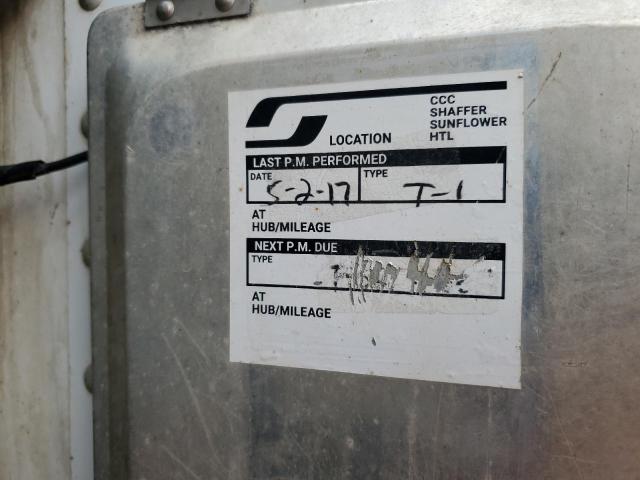 CCC
SHAFFER
SUNFLOWER
LOCATION HTL
LAST P.M. PERFORMED
DATE 5-2-17 TYPE T-1
AT
HUB/MILEAGE
NEXT P.M. DUE
TYPE
AT
HUB/MILEAGE